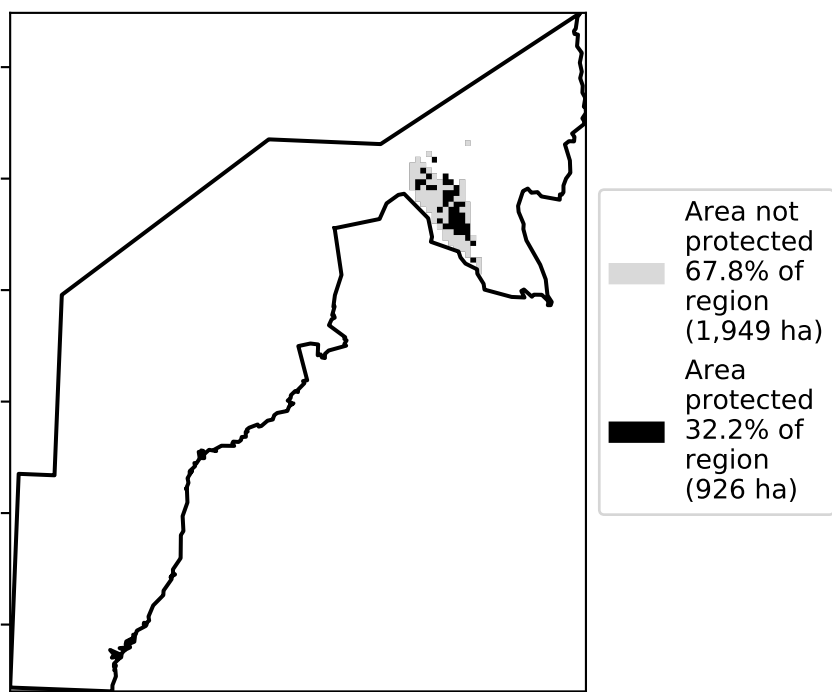 Area not
protected
67.8% of
region
(1,949 ha)
Area
protected
32.2% of
region
(926 ha)